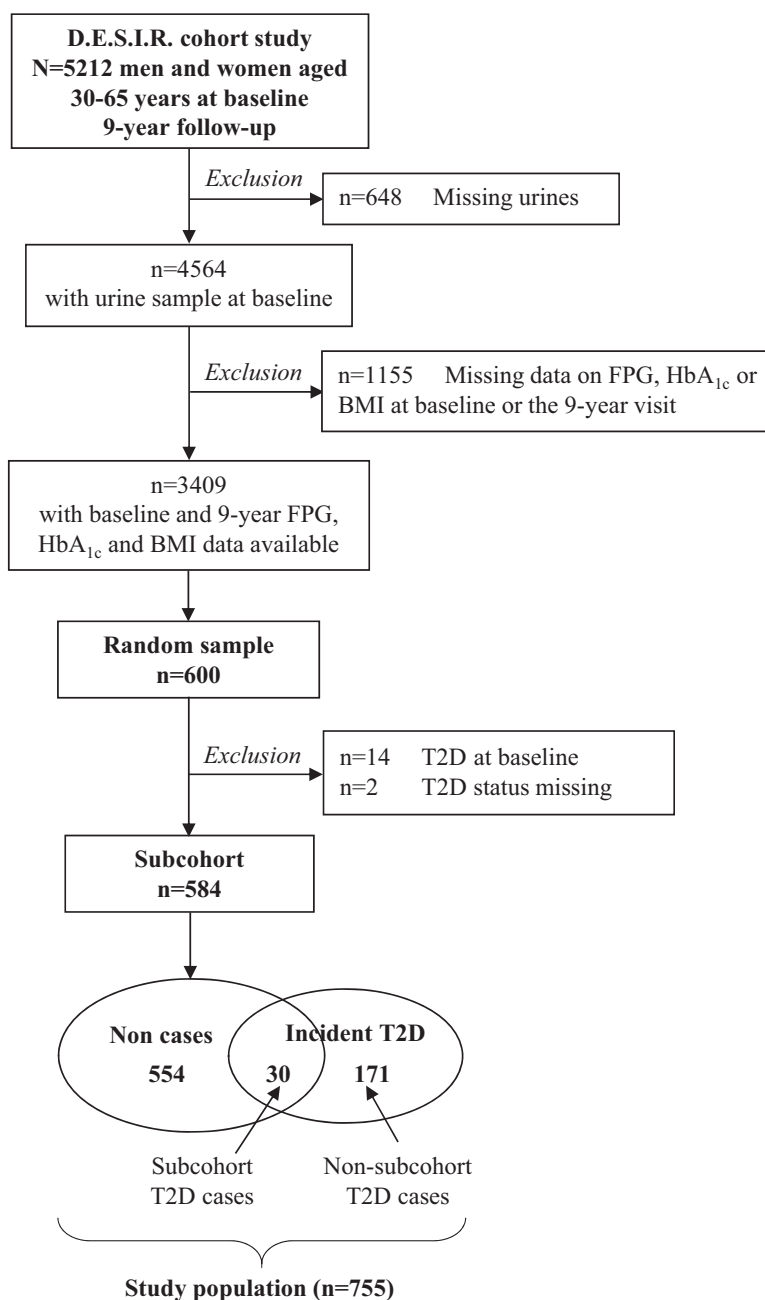 D.E.S.I.R. cohort study
N=5212 men and women aged
30-65 years at baseline
9-year follow-up
Exclusion
n=648 Missing urines
n=4564
with urine sample at baseline
Exclusion
n=1155 Missing data on FPG, HbA1c or
BMI at baseline or the 9-year visit
n=3409
with baseline and 9-year FPG,
HbA1c and BMI data available
Random sample
n=600
Exclusion
n=14 T2D at baseline
n=2 T2D status missing
Subcohort
n=584
Non cases Incident T2D
554 30 171
Subcohort Non-subcohort
T2D cases T2D cases
Study population (n=755)